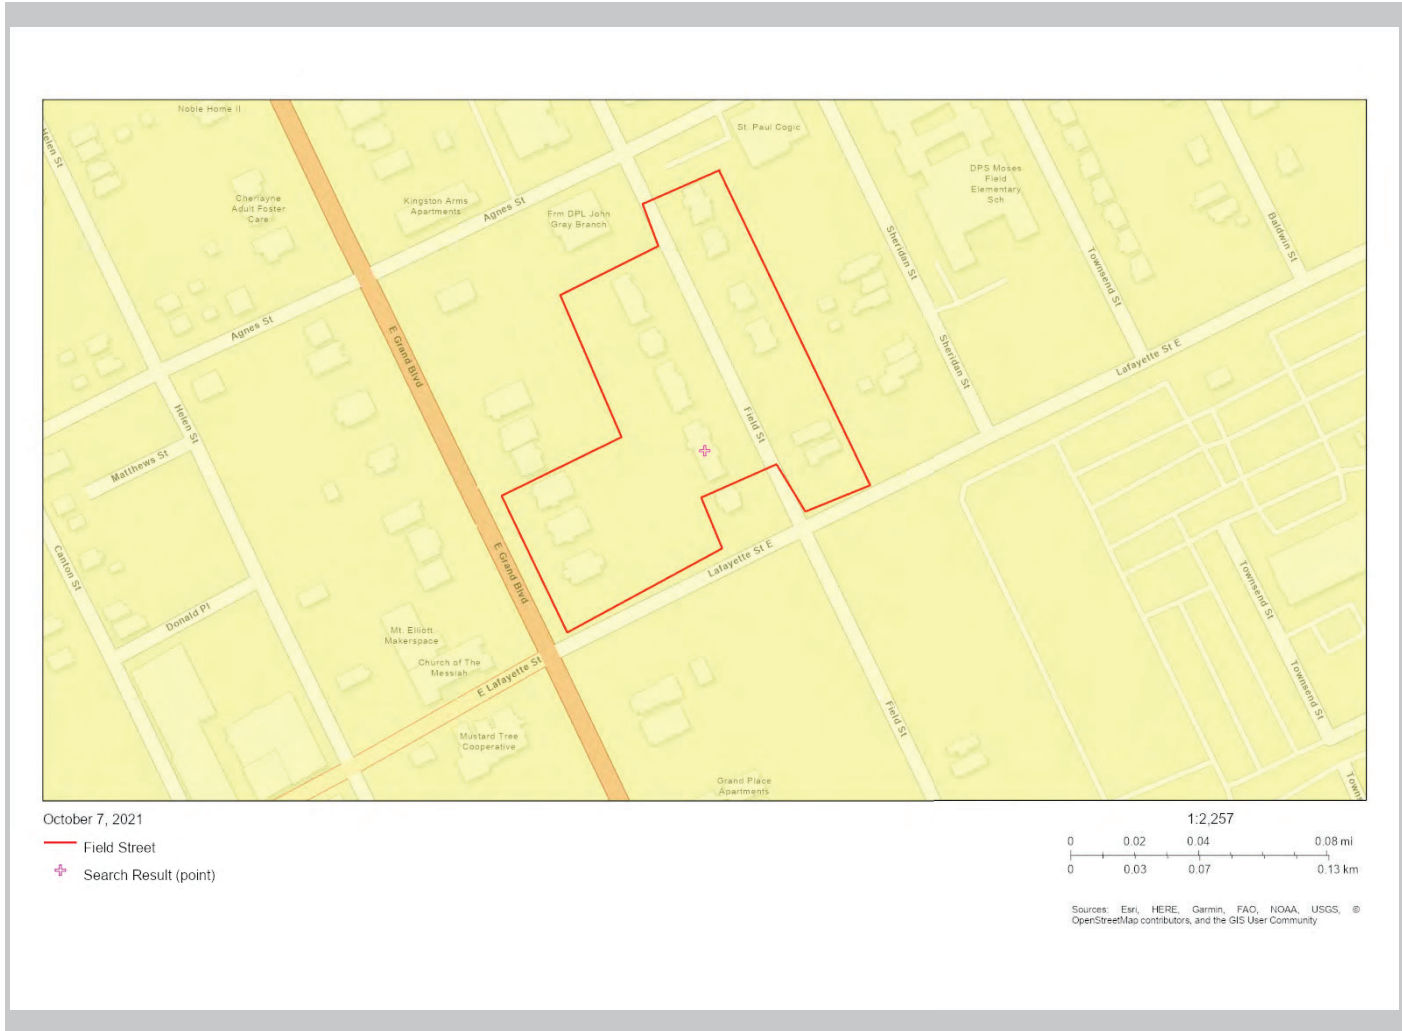 Noble Home II
Helen St
Cherlayne
Adult Foster
Care
Kingston Arms
Apartments
Agnes St
Frm DPL John
Gray Branch
St. Paul Cogic
DPS Moses
Field
Elementary
Sch
Sheridan St
Townsend St
Baldwin St
Agnes St
E Grand Blvd
Sheridan St
Lafayette St E
Helen St
Matthews St
Field St
Canton St
Donald Pl
E Grand Blvd
Lafayette St E
Townsend St
Mt. Elliott
Makerspace
Church of The
Messiah
E Lafayette St
Townsend St
Field St
Mustard Tree
Cooperative
Grand Place
Apartments
Towns
October 7, 2021
Field Street
Search Result (point)
1:2,257
0 0.02 0.04 0.08 mi
0 0.03 0.07 0.13 km
Sources: Esri, HERE, Garmin, FAO, NOAA, USGS, ©
OpenStreetMap contributors, and the GIS User Community